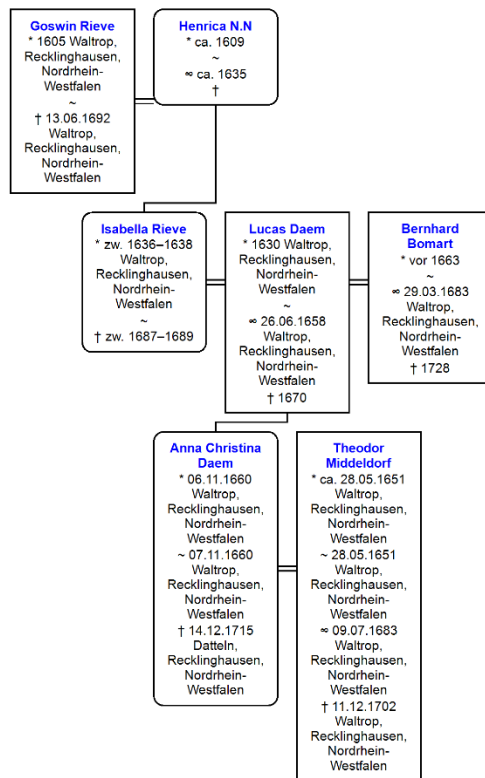 Goswin Rieve
* 1605 Waltrop,
Recklinghausen,
Nordrhein-
Westfalen
~
† 13.06.1692
Waltrop,
Recklinghausen,
Nordrhein-
Westfalen
Henrica N.N
* ca. 1609
~
⚭ ca. 1635
†
Isabella Rieve
* zw. 1636–1638
Waltrop,
Recklinghausen,
Nordrhein-
Westfalen
~
† zw. 1687–1689
Lucas Daem
* 1630 Waltrop,
Recklinghausen,
Nordrhein-
Westfalen
~
⚭ 26.06.1658
Waltrop,
Recklinghausen,
Nordrhein-
Westfalen
† 1670
Bernhard
Bomart
* vor 1663
~
⚭ 29.03.1683
Waltrop,
Recklinghausen,
Nordrhein-
Westfalen
† 1728
Anna Christina
Daem
* 06.11.1660
Waltrop,
Recklinghausen,
Nordrhein-
Westfalen
~ 07.11.1660
Waltrop,
Recklinghausen,
Nordrhein-
Westfalen
† 14.12.1715
Datteln,
Recklinghausen,
Nordrhein-
Westfalen
Theodor
Middeldorf
* ca. 28.05.1651
Waltrop,
Recklinghausen,
Nordrhein-
Westfalen
~ 28.05.1651
Waltrop,
Recklinghausen,
Nordrhein-
Westfalen
⚭ 09.07.1683
Waltrop,
Recklinghausen,
Nordrhein-
Westfalen
† 11.12.1702
Waltrop,
Recklinghausen,
Nordrhein-
Westfalen